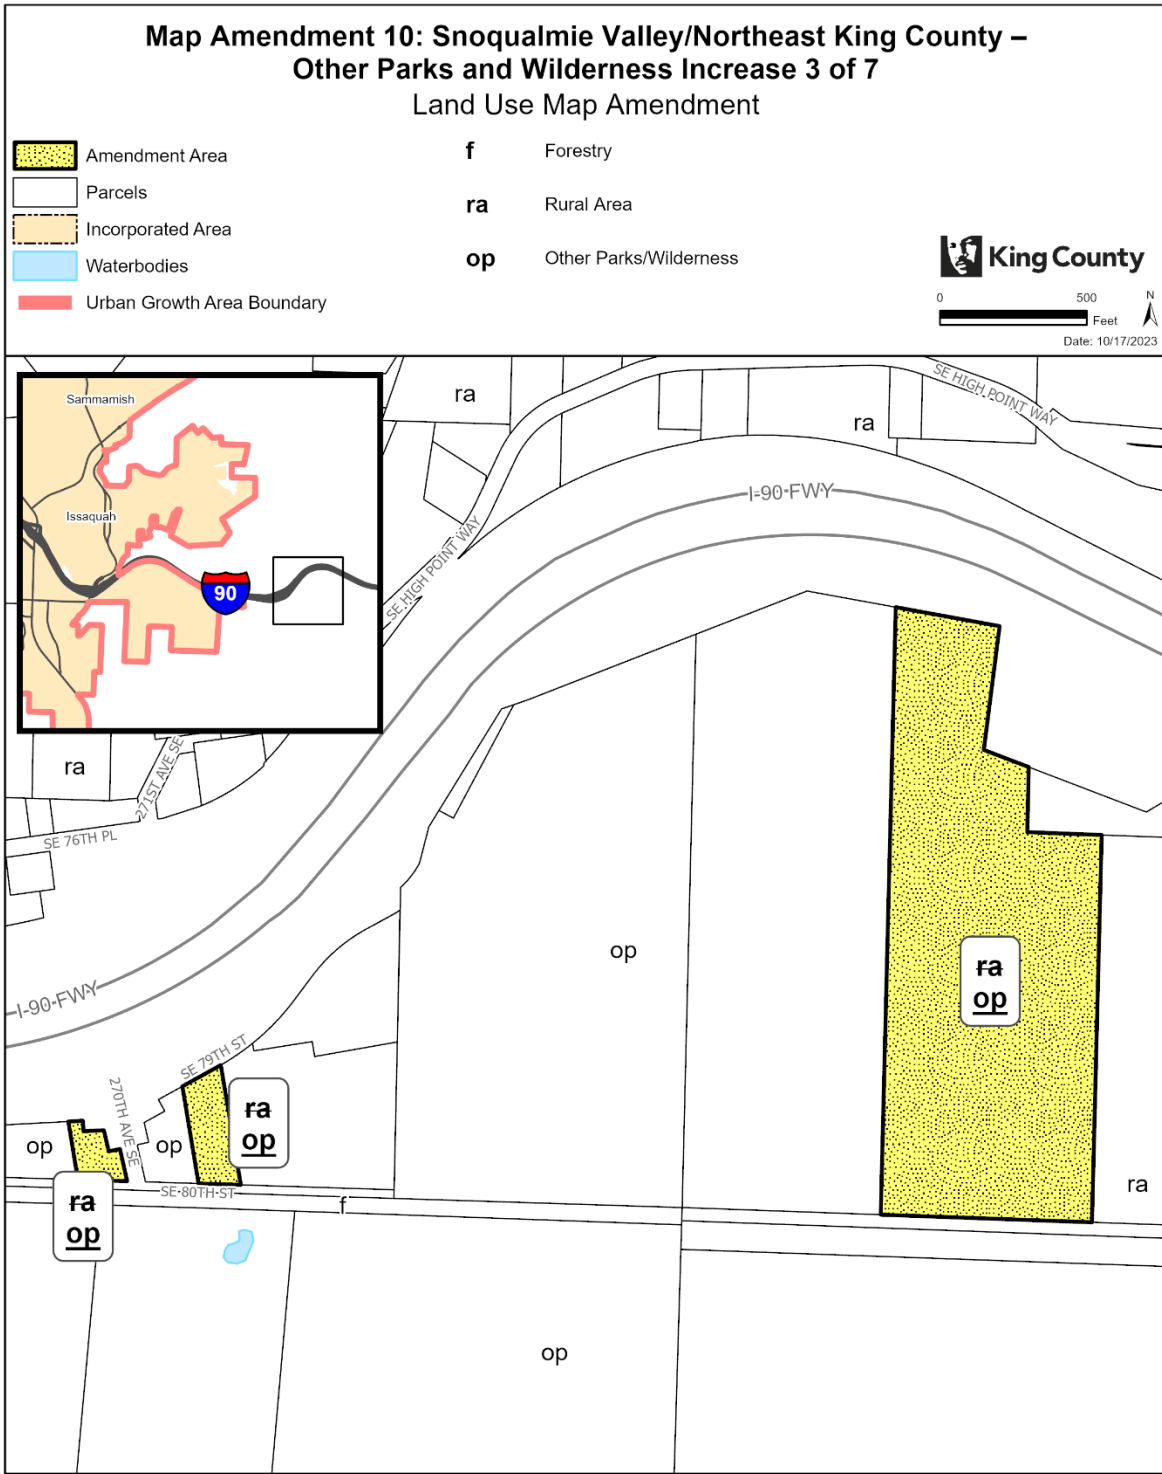 Map Amendment 10: Snoqualmie Valley/Northeast King County –
Other Parks and Wilderness Increase 3 of 7
Land Use Map Amendment
Amendment Area
Parcels
Incorporated Area
Waterbodies
Urban Growth Area Boundary
f Forestry
ra Rural Area
op Other Parks/Wilderness
King County
0 500
Feet
N
Date: 10/17/2023
Sammamish
Issaquah
90
ra
SE HIGH POINT WAY
ra
I-90 FWY
SE HIGH POINT WAY
ra
271ST AVE SE
SE 76TH PL
op
ra
op
I-90 FWY
SE 79TH ST
270TH AVE SE
ra
op
op
op
ra
op
SE 80TH ST
f
ra
op